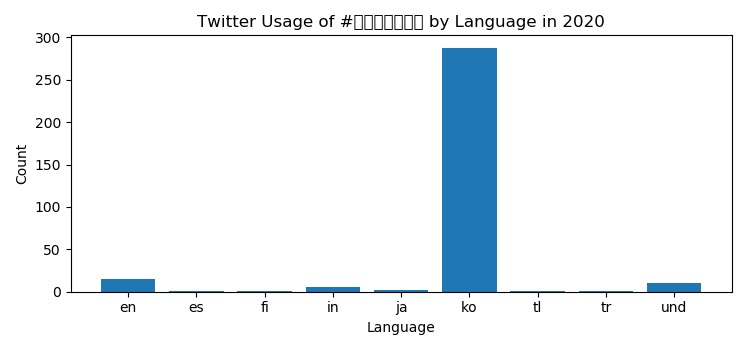 Twitter Usage of # by Language in 2020
300
250
200
150
100
50
0
Count
en es fi in ja ko tl tr und
Language